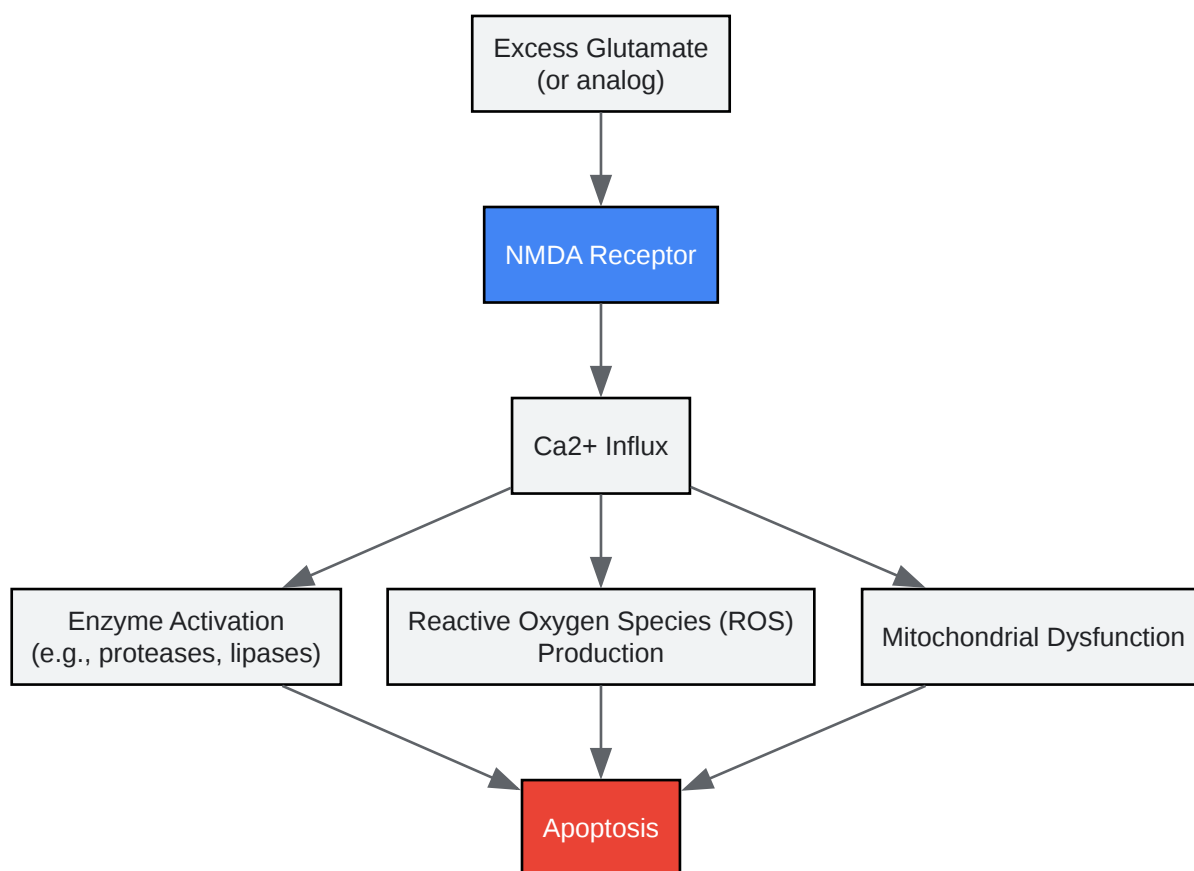 Excess Glutamate
(or analog)
NMDA Receptor
Ca2+ Influx
Enzyme Activation
(e.g., proteases, lipases)
Reactive Oxygen Species (ROS)
Production
Mitochondrial Dysfunction
Apoptosis